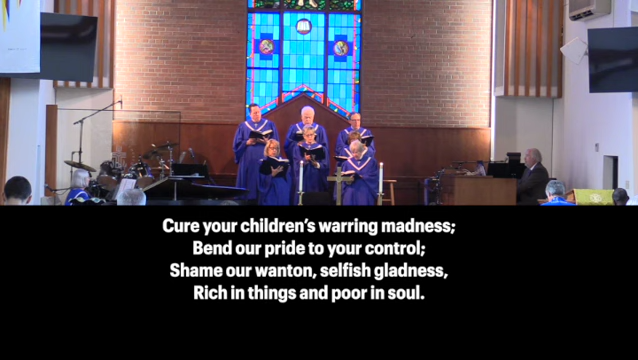 Cure your children's warring madness;
Bend our pride to your control;
Shame our wanton, selfish gladness,
Rich in things and poor in soul.